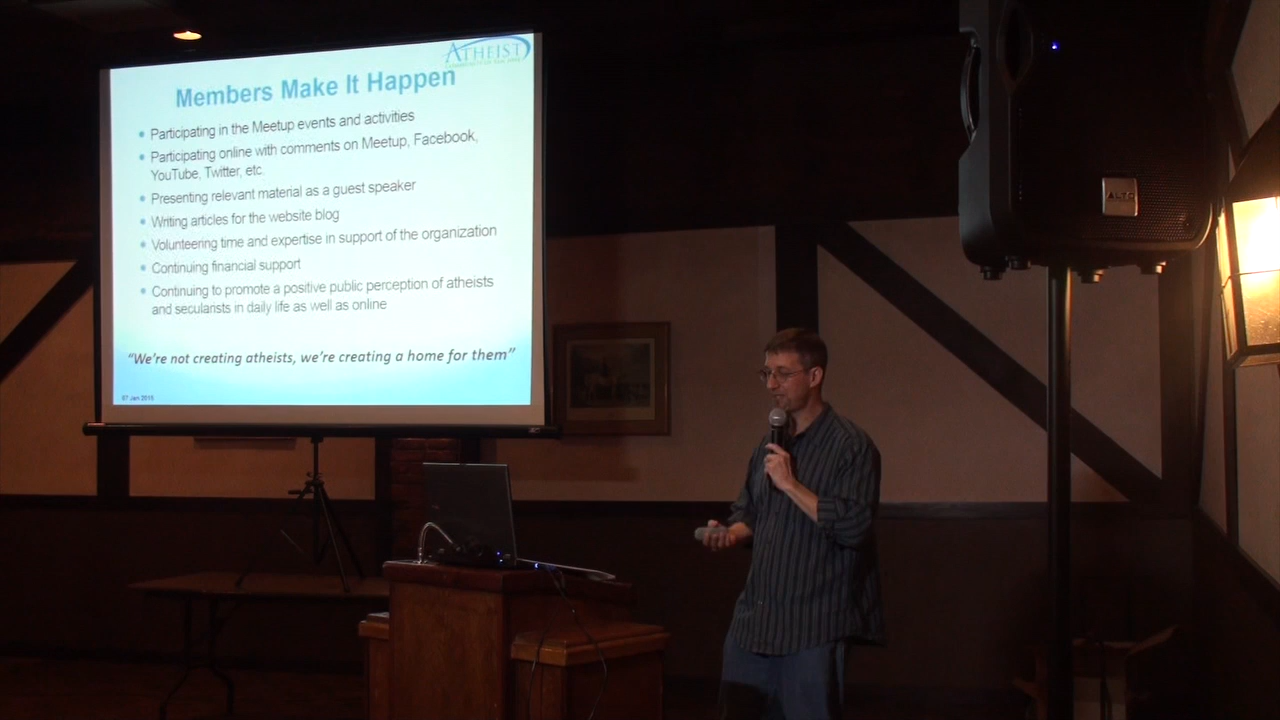 ATHEIST
Members Make It Happen
Participating in the Meetup events and activities
Participating online with comments on Meetup, Facebook,
YouTube, Twitter, etc.
Presenting relevant material as a guest speaker
Writing articles for the website blog
Volunteering time and expertise in support of the organization
Continuing financial support
Continuing to promote a positive public perception of atheists
and secularists in daily life as well as online
“We're not creating atheists, we're creating a home for them”
07 Jan 2015
ALTO